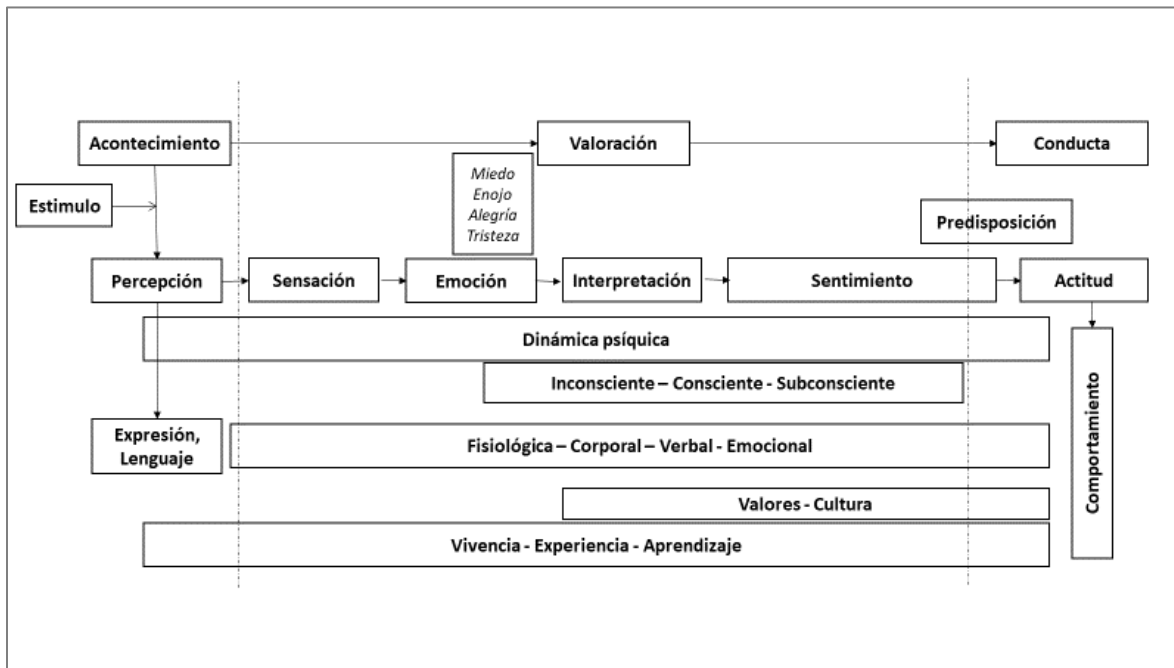 Acontecimiento
Valoración
Conducta
Miedo
Enojo
Alegría
Tristeza
Estimulo
Predisposición
Percepción
Sensación
Emoción
Interpretación
Sentimiento
Actitud
Dinámica psíquica
Inconsciente – Consciente - Subconsciente
Expresión,
Lenguaje
Fisiológica – Corporal – Verbal - Emocional
Comportamiento
Valores - Cultura
Vivencia - Experiencia - Aprendizaje